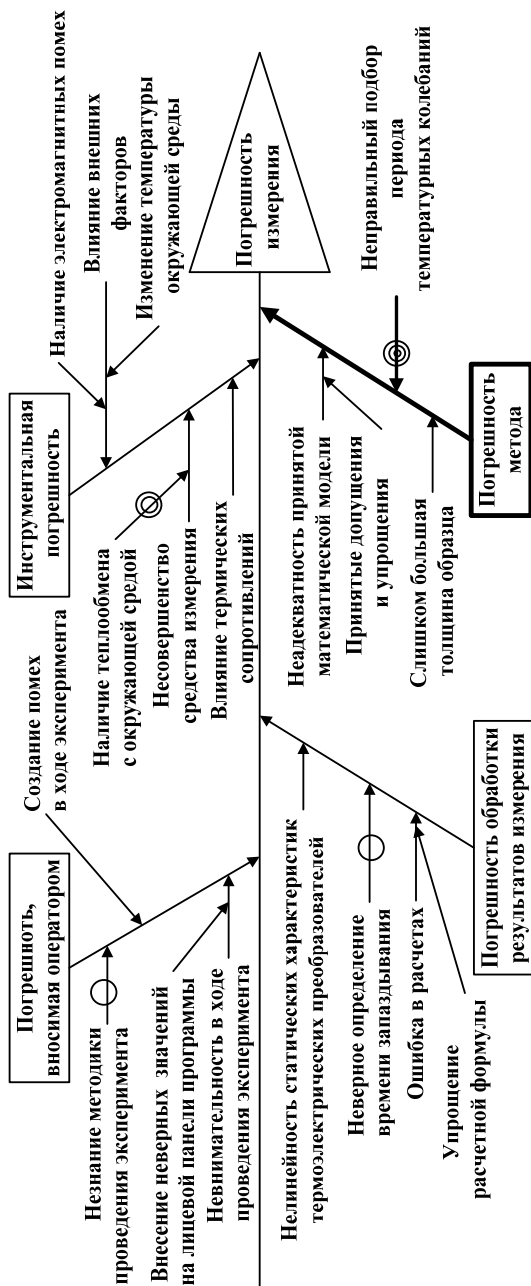 Погрешноть,
вносимая оператором
Создание помех
в ходе эксперимента
Незнание методики
проведения эксперимента
Внесение неверных значений
на лицевой панели программы
Невнимательность в ходе
проведения эксперимента
Инструментальная
погрешность
Наличие электромагнитных помех
Влияние внешних
факторов
Изменение температуры
окружающей среды
Наличие теплообмена
с окружающей средой
Несовершенство
средства измерения
Влияние термических
сопротивлений
Погрешность
измерения
Нелинейность статических характеристик
термоэлектрических преобразователей
Неверное определение
времени запаздывания
Ошибка в расчетах
Упрощение
расчетной формулы
Погрешность обработки
результатов измерения
Неадекватность принятой
математической модели
Принятые допущения
и упрощения
Слишком большая
толщина образца
Неправильный подбор
периода
температурных колебаний
Погрешность
метода